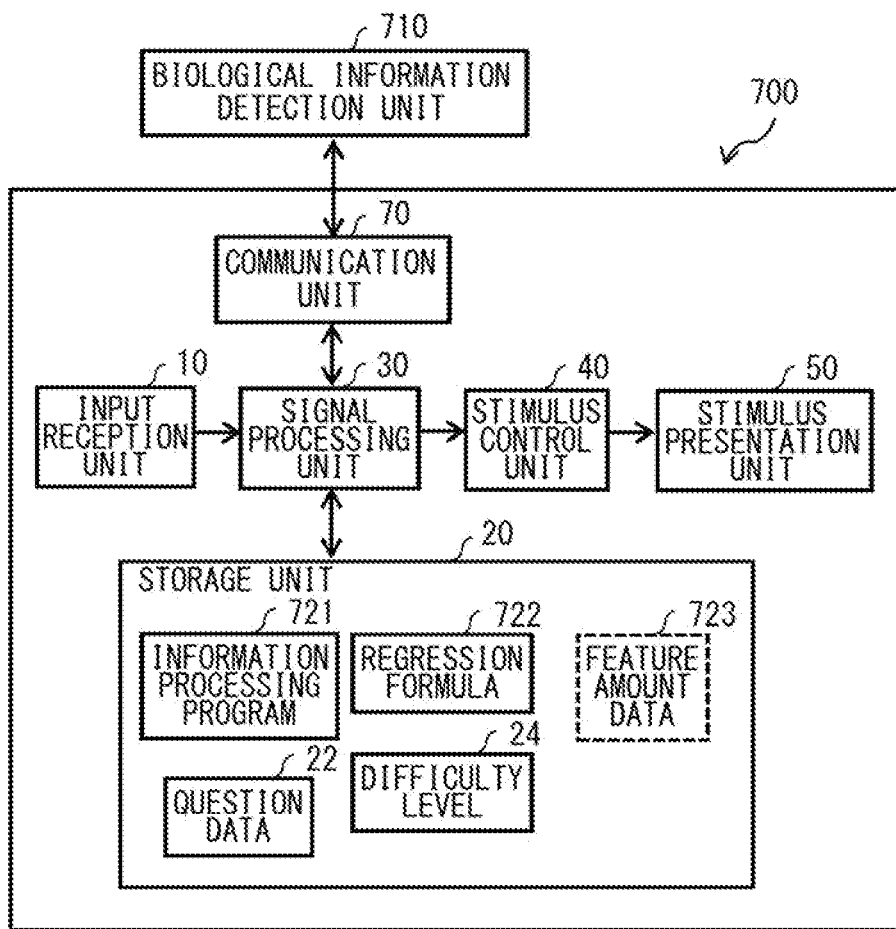 710
BIOLOGICAL INFORMATION
DETECTION UNIT
700
70
COMMUNICATION
UNIT
10
INPUT
RECEPTION
UNIT
30
SIGNAL
PROCESSING
UNIT
40
STIMULUS
CONTROL
UNIT
50
STIMULUS
PRESENTATION
UNIT
20
STORAGE UNIT
721
INFORMATION
PROCESSING
PROGRAM
722
REGRESSION
FORMULA
723
FEATURE
AMOUNT
DATA
22
QUESTION
DATA
24
DIFFICULTY
LEVEL